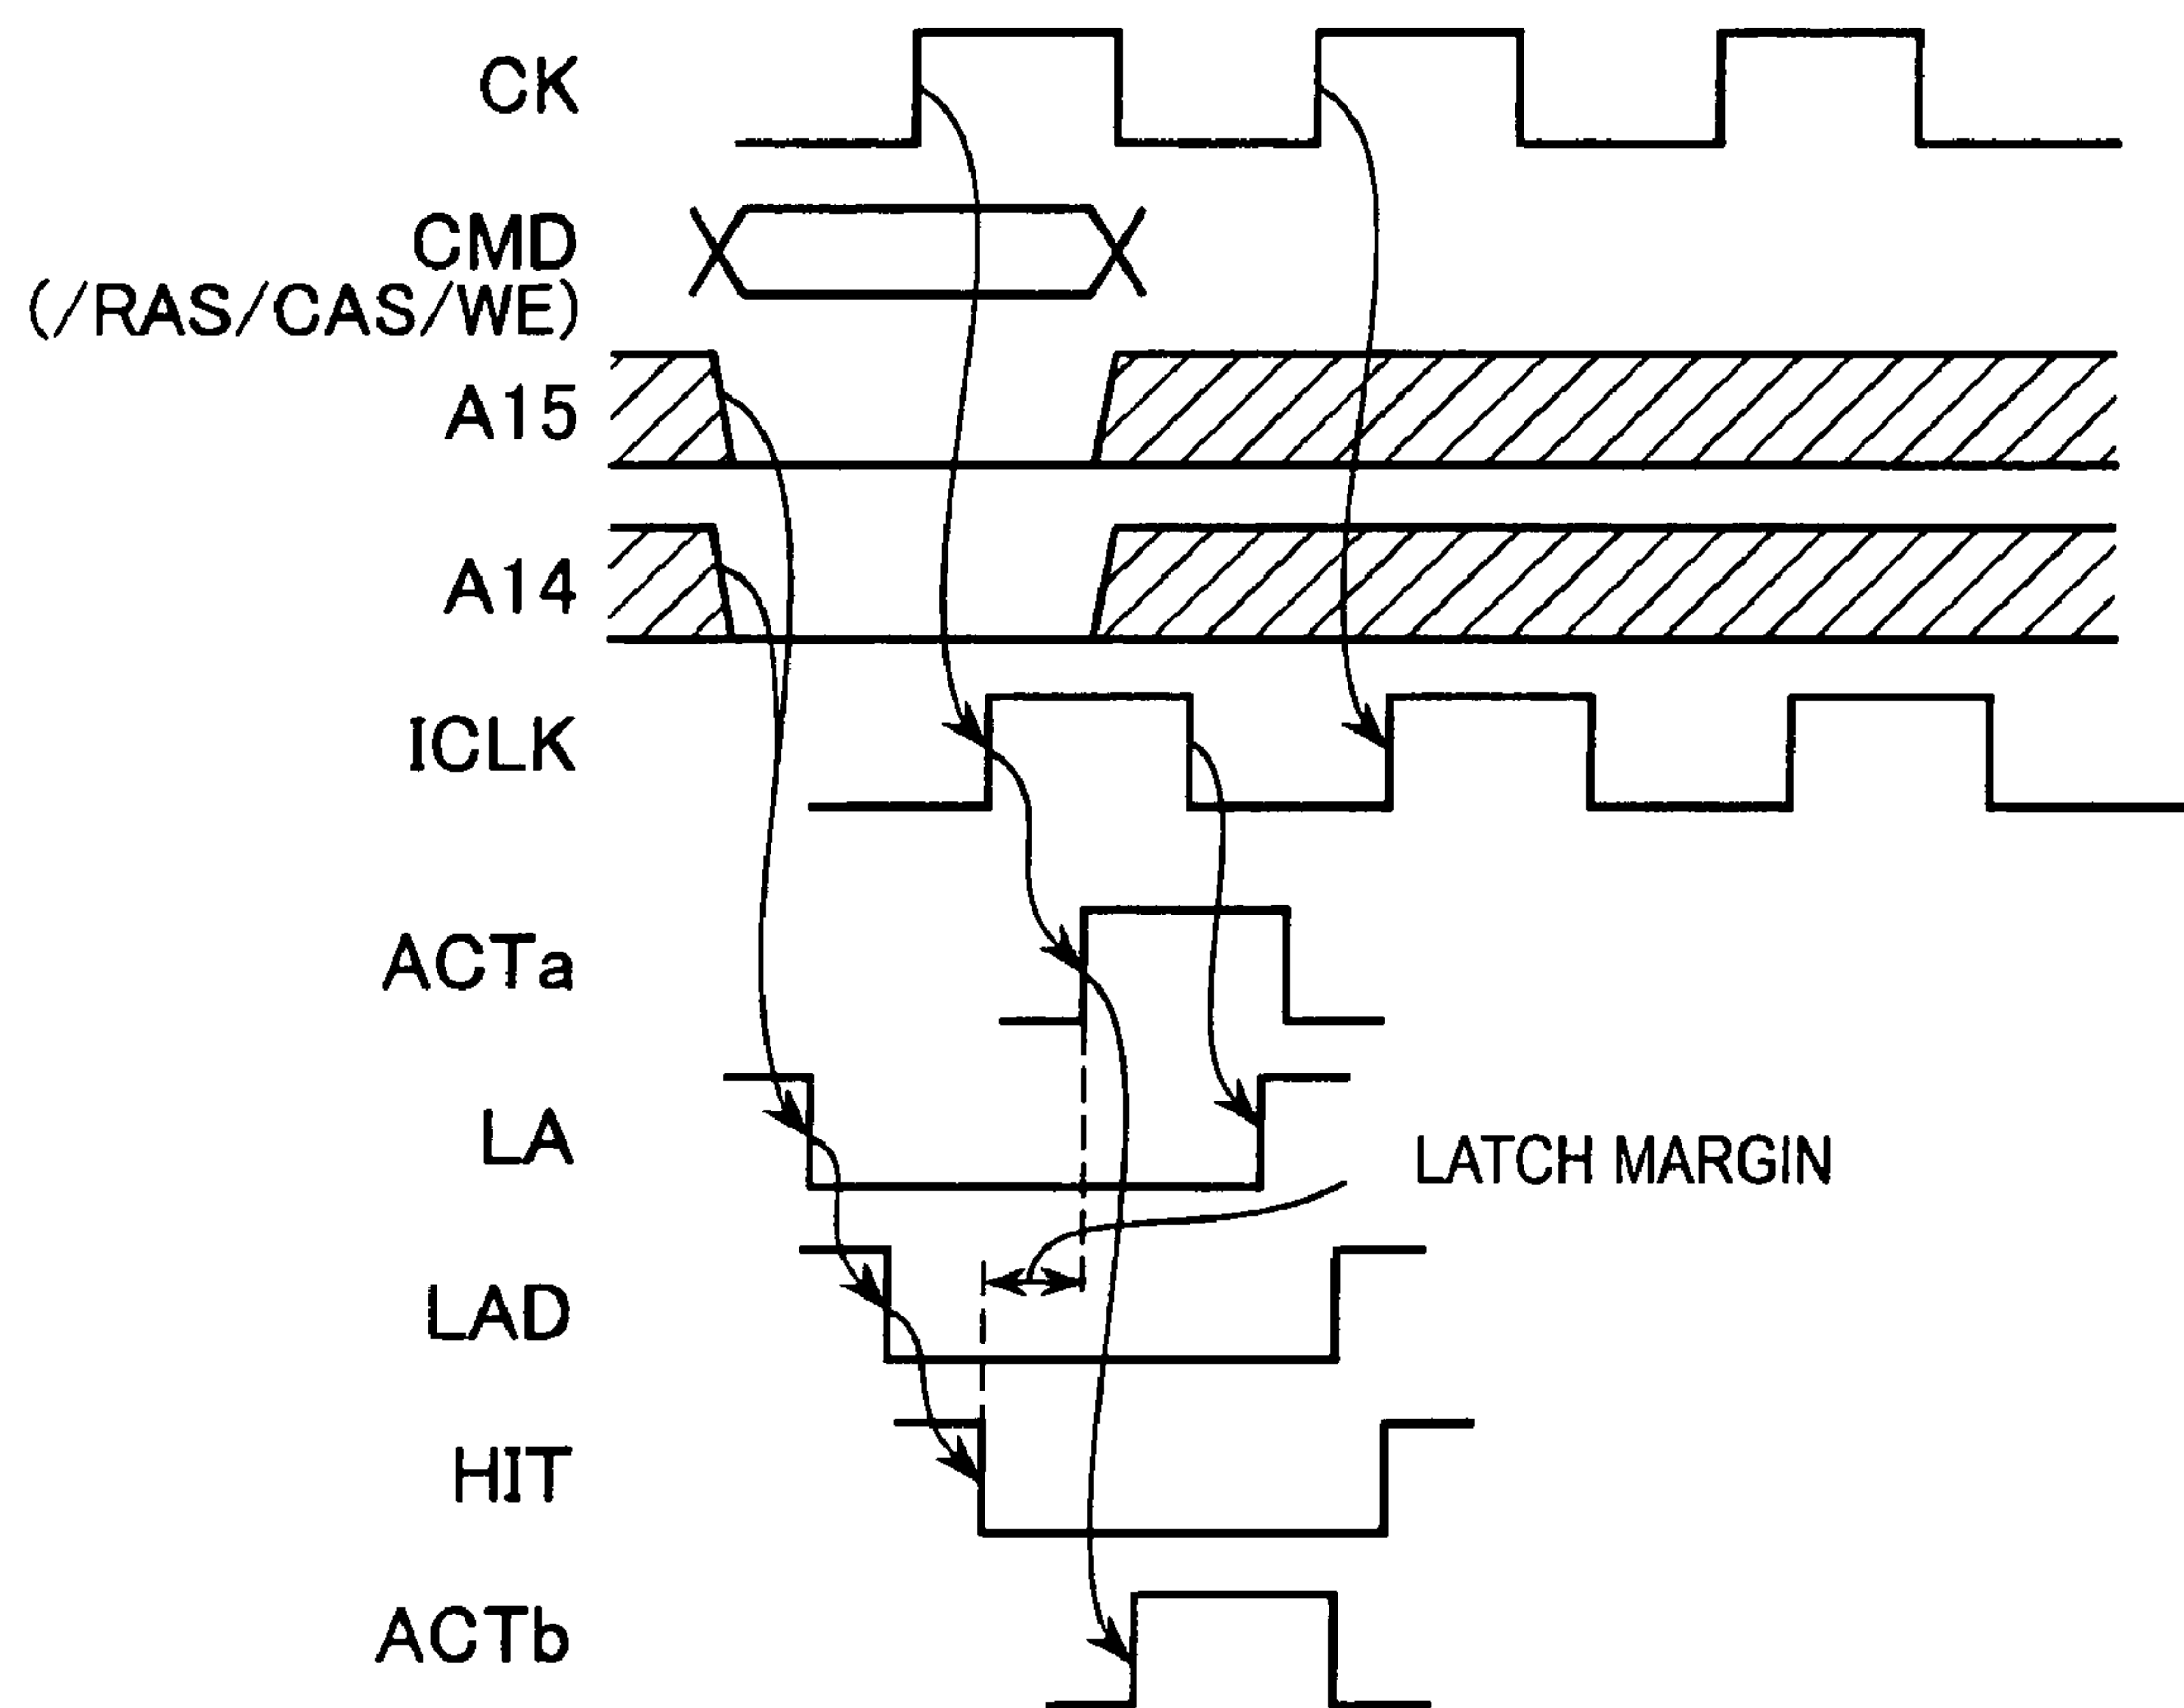 CK
CMD
(/RAS/CAS/WE)
A15
A14
ICLK
ACTa
LA
LATCH MARGIN
LAD
HIT
ACTb